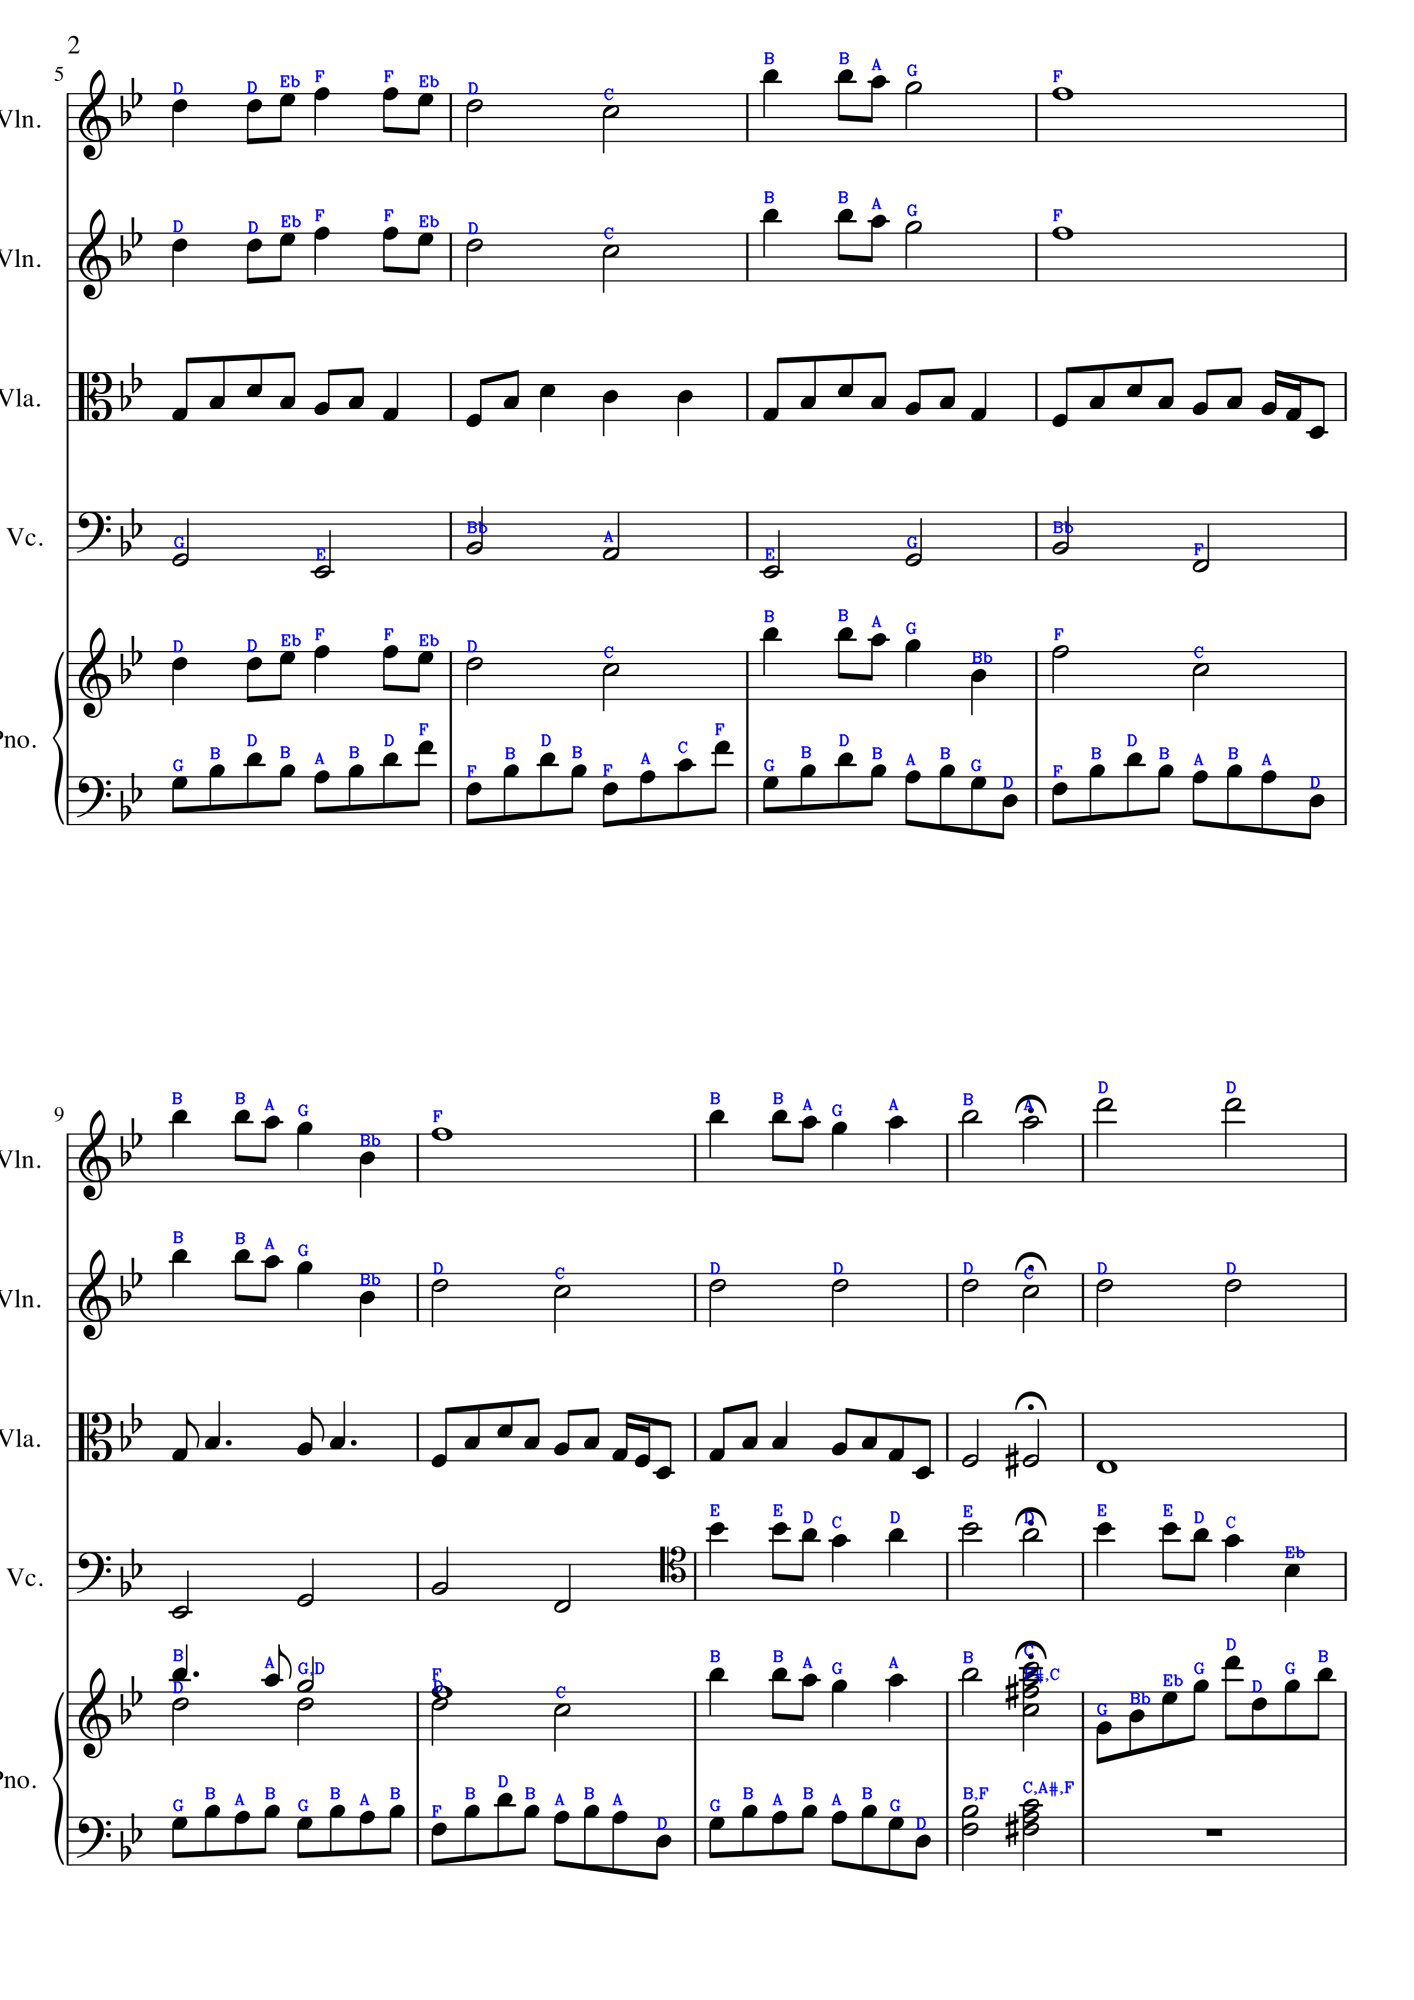 2
5
B B A G
D D Eb F F Eb D C F
Vln.
B B A G
D D Eb F F Eb D C F
Vln.
Vla.
Vc.
G E Bb A E G Bb F
B B A G Bb
D D Eb F F Eb D C F C
Pno.
G B D B A B D F F B D B F A C F G B D B A B G D F B D B A B A D
9
B B A G Bb F B B A G A B A D D
Vln.
B B A G Bb D C D D D C D D
Vln.
Vla.
E E D C D E D E E D C Eb
Vc.
B A G,D F B B A G A B C D
D D C F#,C G Bb Eb G D G B
Pno.
G B A B G B A B F B D B A B A D G B A B A B G D B,F C,A#,F